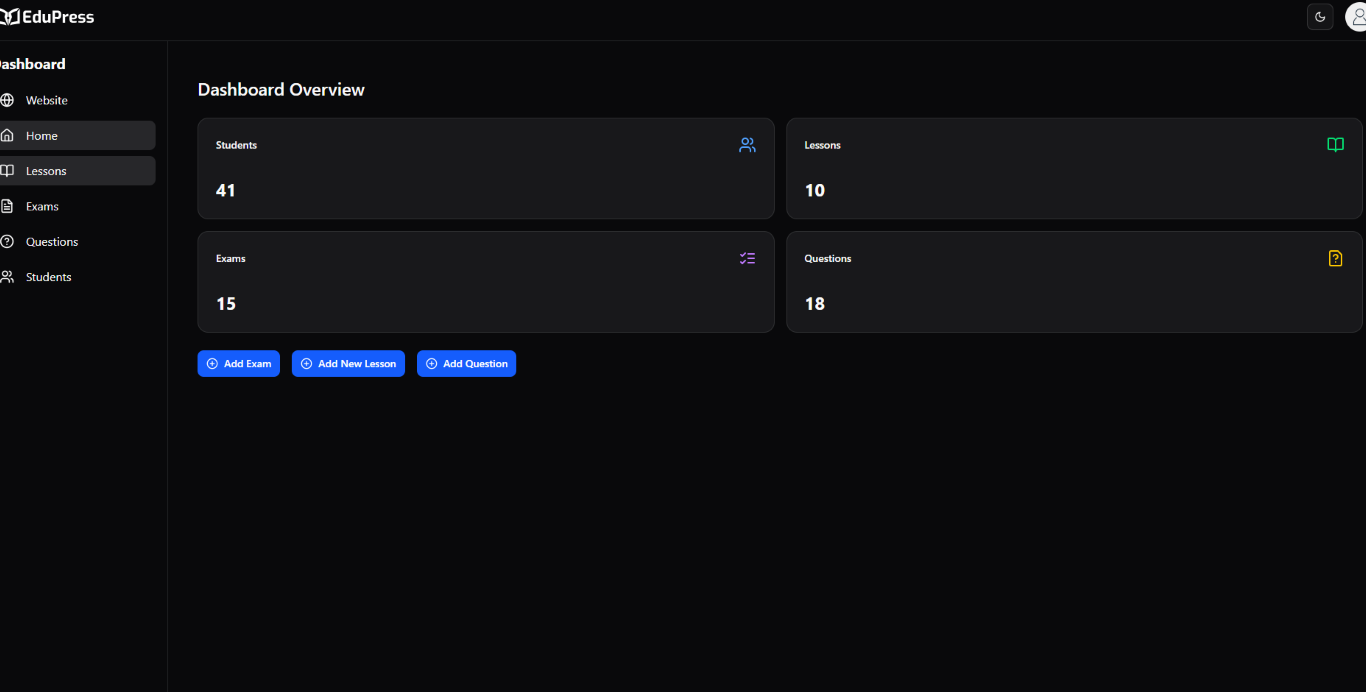 EduPress
ashboard
Website
Home
Lessons
Exams
Questions
Students
Dashboard Overview
Students
41
Lessons
10
Exams
15
Questions
18
Add Exam
Add New Lesson
Add Question